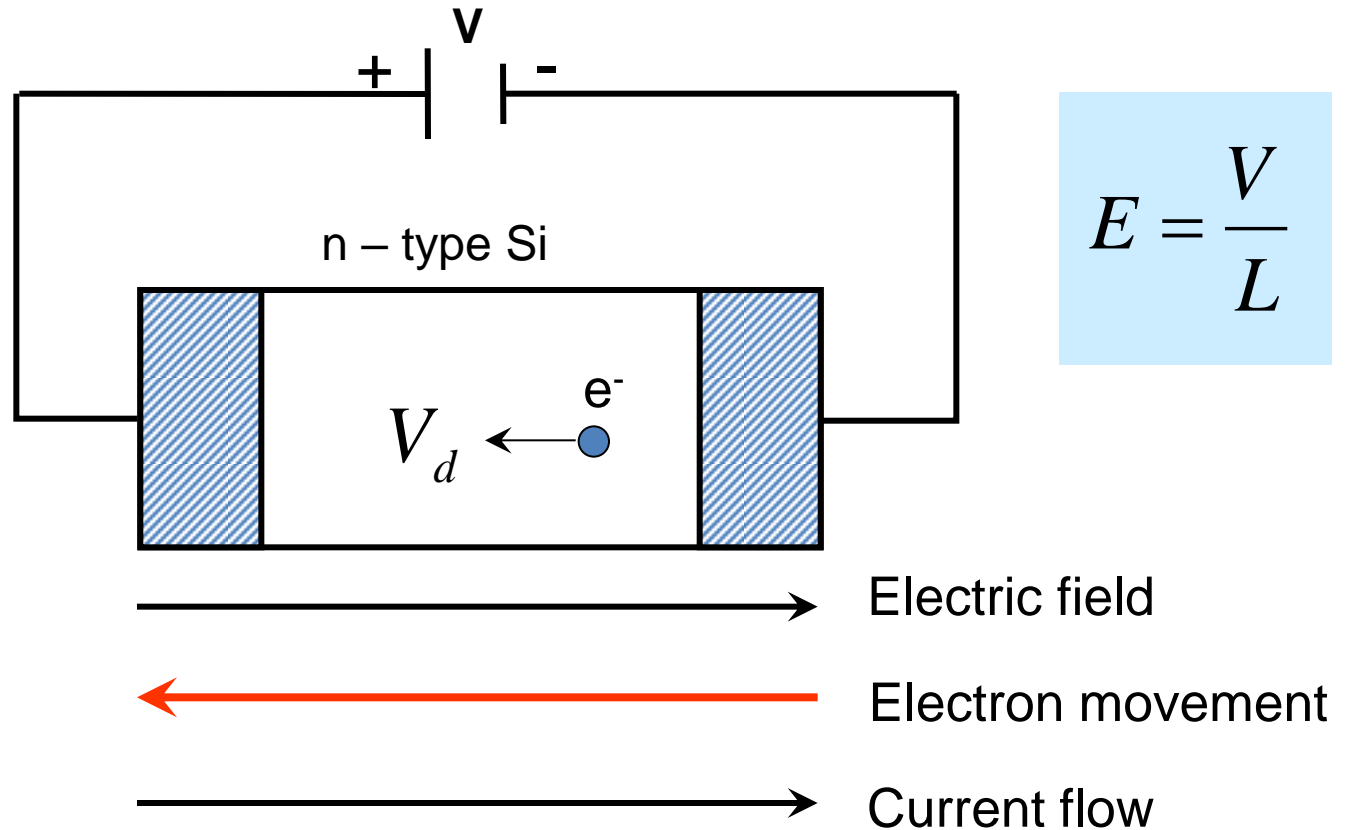 V
+ -
n – type Si
E = V/L
e-
Vd
Electric field
Electron movement
Current flow